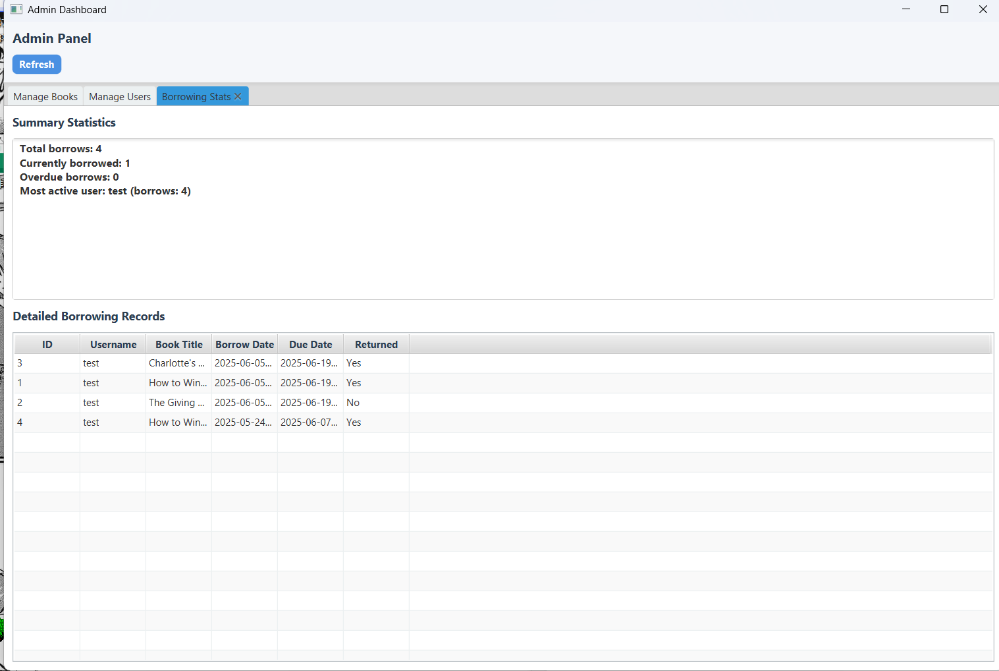 Admin Dashboard
Admin Panel
Refresh
Manage Books Manage Users Borrowing Stats
Summary Statistics
Total borrows: 4
Currently borrowed: 1
Overdue borrows: 0
Most active user: test (borrows: 4)
Detailed Borrowing Records
ID Username Book Title Borrow Date Due Date Returned
3 test Charlotte's ... 2025-06-05... 2025-06-19... Yes
1 test How to Win... 2025-06-05... 2025-06-19... Yes
2 test The Giving ... 2025-06-05... 2025-06-19... No
4 test How to Win... 2025-05-24... 2025-06-07... Yes